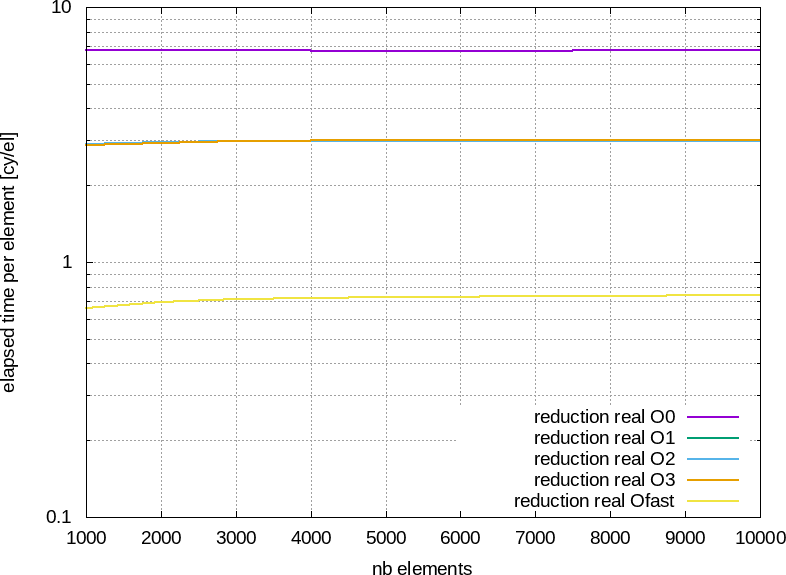 10
1
0.1
elapsed time per element [cy/el]
reduction real O0
reduction real O1
reduction real O2
reduction real O3
reduction real Ofast
1000 2000 3000 4000 5000 6000 7000 8000 9000 10000
nb elements